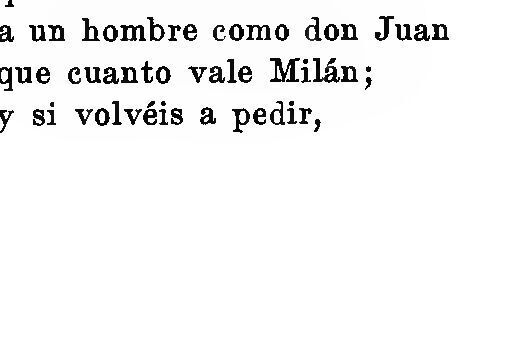 a un hombre como don Juan
que cuanto vale Milán;
y si volvéis a pedir,